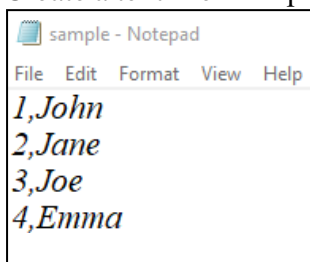 sample - Notepad
File Edit Format View Help
1,John
2,Jane
3,Joe
4,Emma